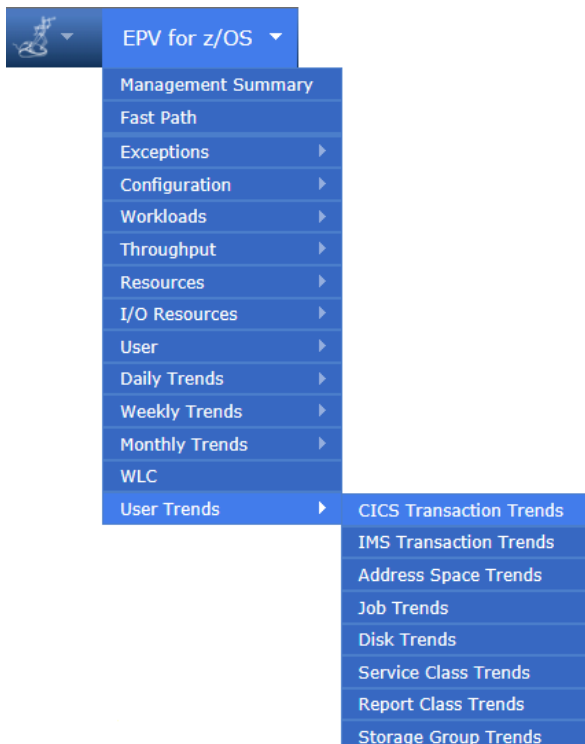 EPV for z/OS
Management Summary
Fast Path
Exceptions
Configuration
Workloads
Throughput
Resources
I/O Resources
User
Daily Trends
Weekly Trends
Monthly Trends
WLC
User Trends
CICS Transaction Trends
IMS Transaction Trends
Address Space Trends
Job Trends
Disk Trends
Service Class Trends
Report Class Trends
Storage Group Trends